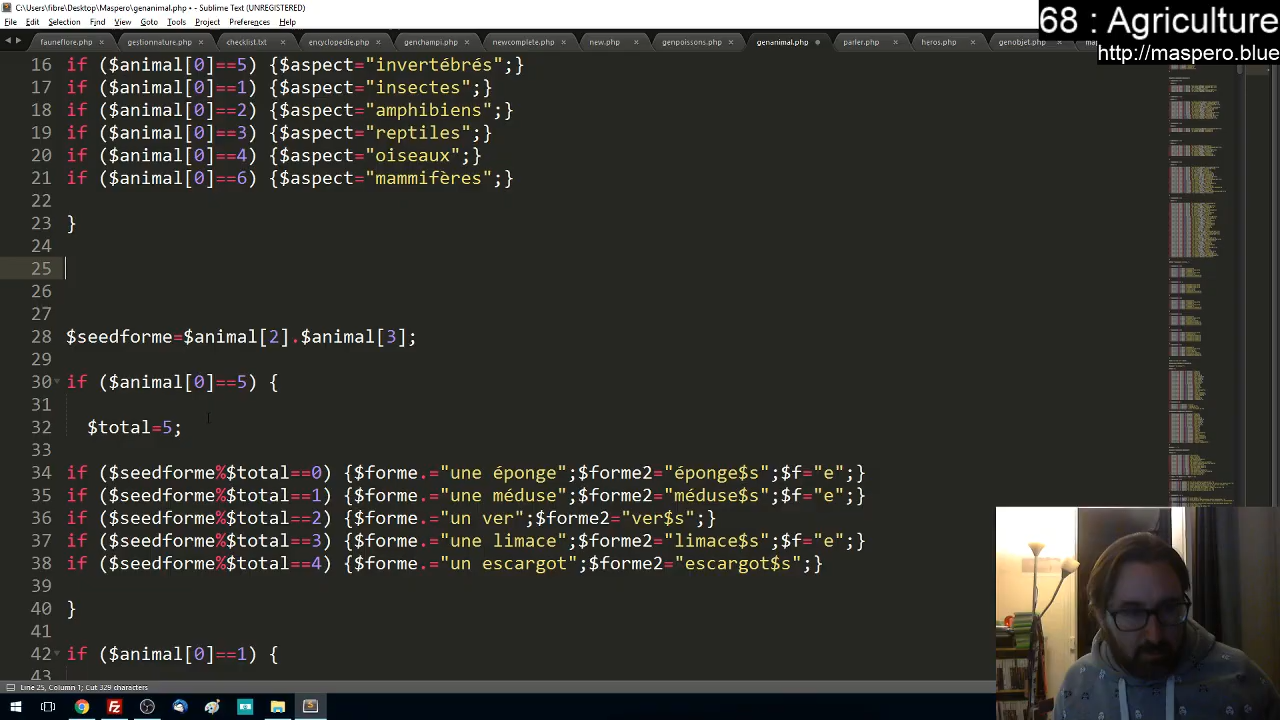 C:\Users\fibre\Desktop\Maspero\genanimal.php • - Sublime Text (UNREGISTERED)
68 : Agriculture
File Edit Selection Find View Goto Tools Project Preferences Help
http://maspero.blue
fauneflore.php × gestionnature.php × checklist.txt × encyclopedie.php × genchampi.php × newcomplete.php × new.php × genpoissons.php × genanimal.php • parler.php × heros.php × genobjet.php ×
16 if ($animal[0]==5) {$aspect="invertébrés";}
17 if ($animal[0]==1) {$aspect="insectes";}
18 if ($animal[0]==2) {$aspect="amphibiens";}
19 if ($animal[0]==3) {$aspect="reptiles";}
20 if ($animal[0]==4) {$aspect="oiseaux";}
21 if ($animal[0]==6) {$aspect="mammifères";}
22
23 }
24
25
26
27
28 $seedforme=$animal[2].$animal[3];
29
30 if ($animal[0]==5) {
31
32 $total=5;
33
34 if ($seedforme%$total==0) {$forme.="une éponge";$forme2="éponge$s";$f="e";}
35 if ($seedforme%$total==1) {$forme.="une méduse";$forme2="méduse$s";$f="e";}
36 if ($seedforme%$total==2) {$forme.="un ver";$forme2="ver$s";}
37 if ($seedforme%$total==3) {$forme.="une limace";$forme2="limace$s";$f="e";}
38 if ($seedforme%$total==4) {$forme.="un escargot";$forme2="escargot$s";}
39
40 }
41
42 if ($animal[0]==1) {
43
Line 25, Column 1; Cut 329 characters